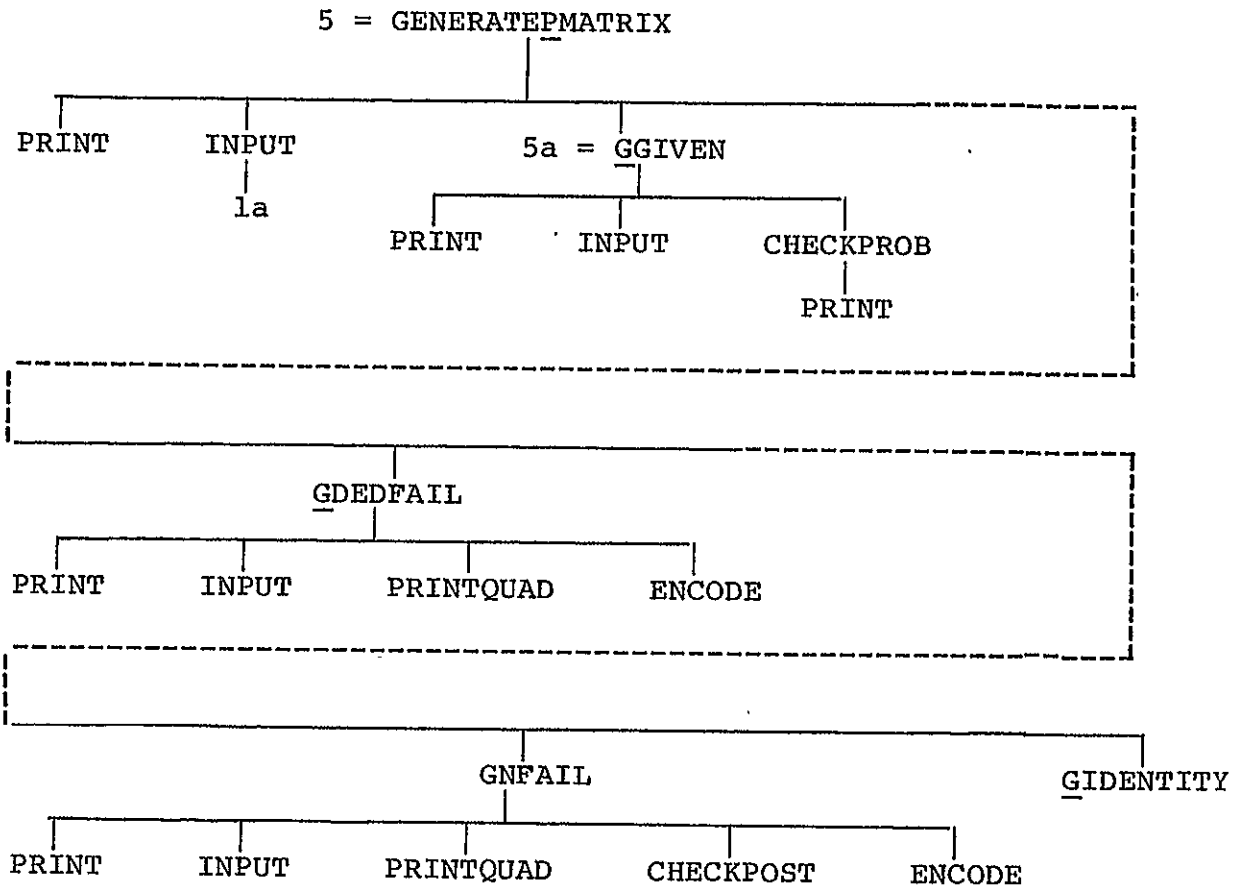 5 = GENERATEPMATRIX
PRINT INPUT 5a = GGIVEN
1a
PRINT INPUT CHECKPROB
PRINT
GDEDFAIL
PRINT INPUT PRINTQUAD ENCODE
GNFAIL GIDENTITY
PRINT INPUT PRINTQUAD CHECKPOST ENCODE